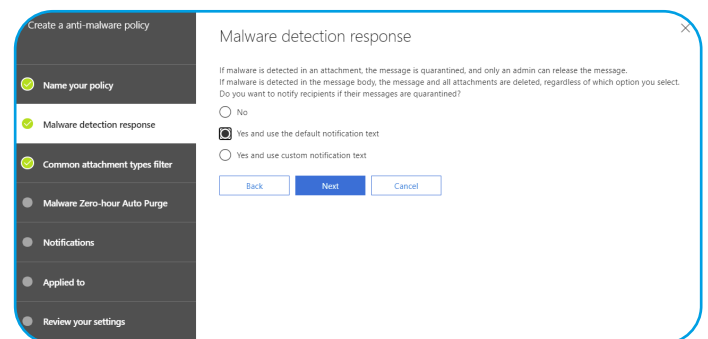 Create a anti-malware policy
Name your policy
Malware detection response
Common attachment types filter
Malware Zero-hour Auto Purge
Notifications
Applied to
Review your settings
Malware detection response
If malware is detected in an attachment, the message is quarantined, and only an admin can release the message.
If malware is detected in the message body, the message and all attachments are deleted, regardless of which option you select.
Do you want to notify recipients if their messages are quarantined?
No
Yes and use the default notification text
Yes and use custom notification text
Back Next Cancel